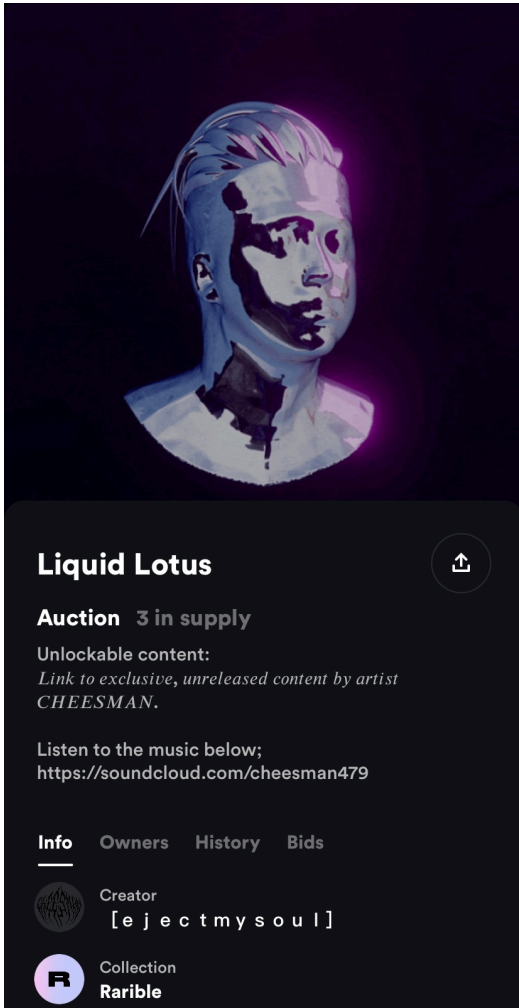 Liquid Lotus
Auction 3 in supply
Unlockable content:
Link to exclusive, unreleased content by artist
CHEESMAN.
Listen to the music below;
https://soundcloud.com/cheesman479
Info Owners History Bids
Creator
[ e j e c t m y s o u l ]
Collection
R
Rarible